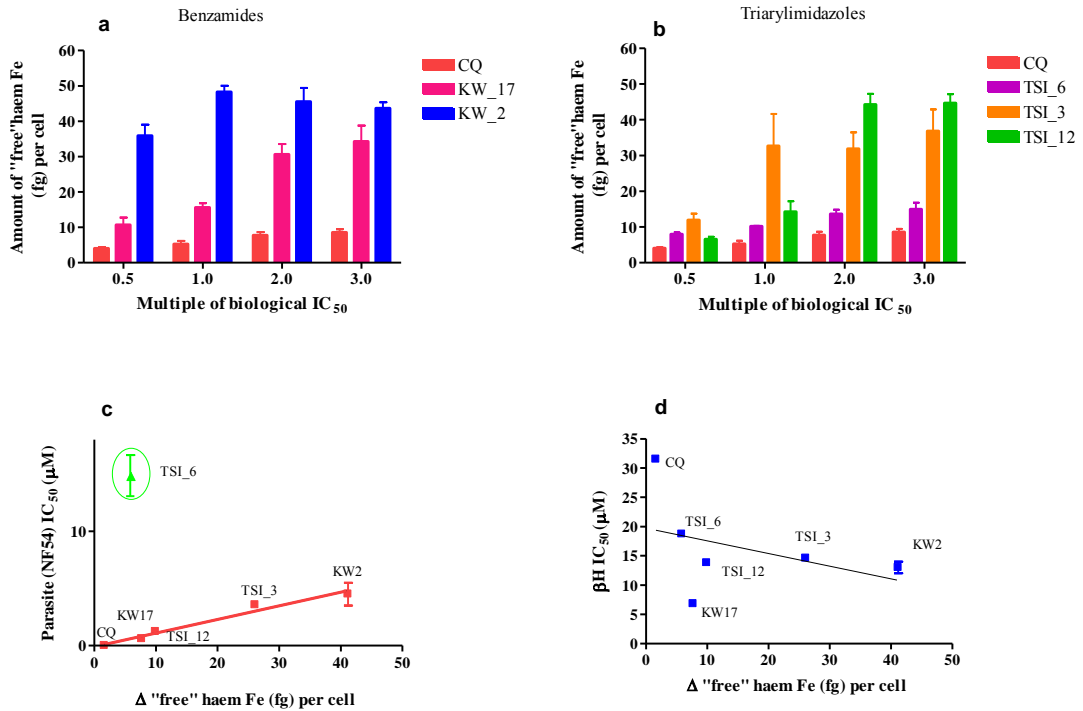 Benzamides
a
Amount of "free"haem Fe
(fg) per cell
60
50
40
30
20
10
0
0.5 1.0 2.0 3.0
Multiple of biological IC50
CQ
KW_17
KW_2
Triarylimidazoles
b
Amount of "free"haem Fe
(fg) per cell
60
50
40
30
20
10
0
0.5 1.0 2.0 3.0
Multiple of biological IC50
CQ
TSI_6
TSI_3
TSI_12
c
Parasite (NF54) IC50 (μM)
10
0
TSI_6
KW2
TSI_3
KW17
CQ
TSI_12
0 10 20 30 40 50
Δ "free" haem Fe (fg) per cell
d
βH IC50 (μM)
35
30
25
20
15
10
5
0
CQ
TSI_6
TSI_3
KW2
TSI_12
KW17
0 10 20 30 40 50
Δ "free" haem Fe (fg) per cell